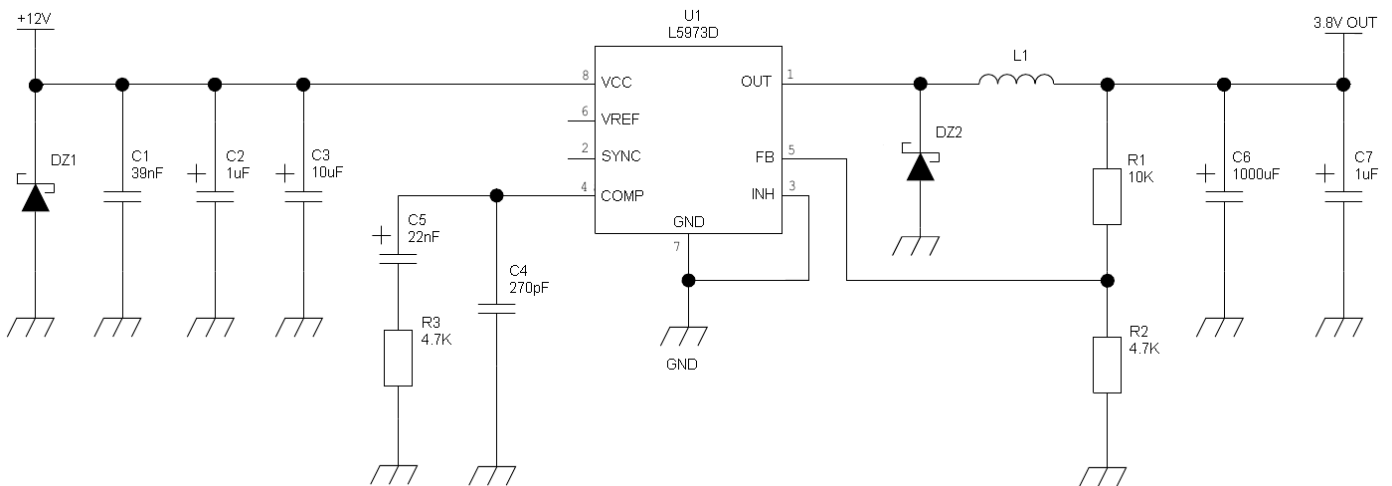 +12V
U1
L5973D
3.8V OUT
L1
8
VCC
OUT
1
6
VREF
DZ2
DZ1
C1
39nF
C2
1uF
C3
10uF
2
SYNC
FB
5
R1
10K
C6
1000uF
C7
1uF
4
COMP
INH
3
C5
22nF
GND
7
C4
270pF
R3
4.7K
R2
4.7K
GND